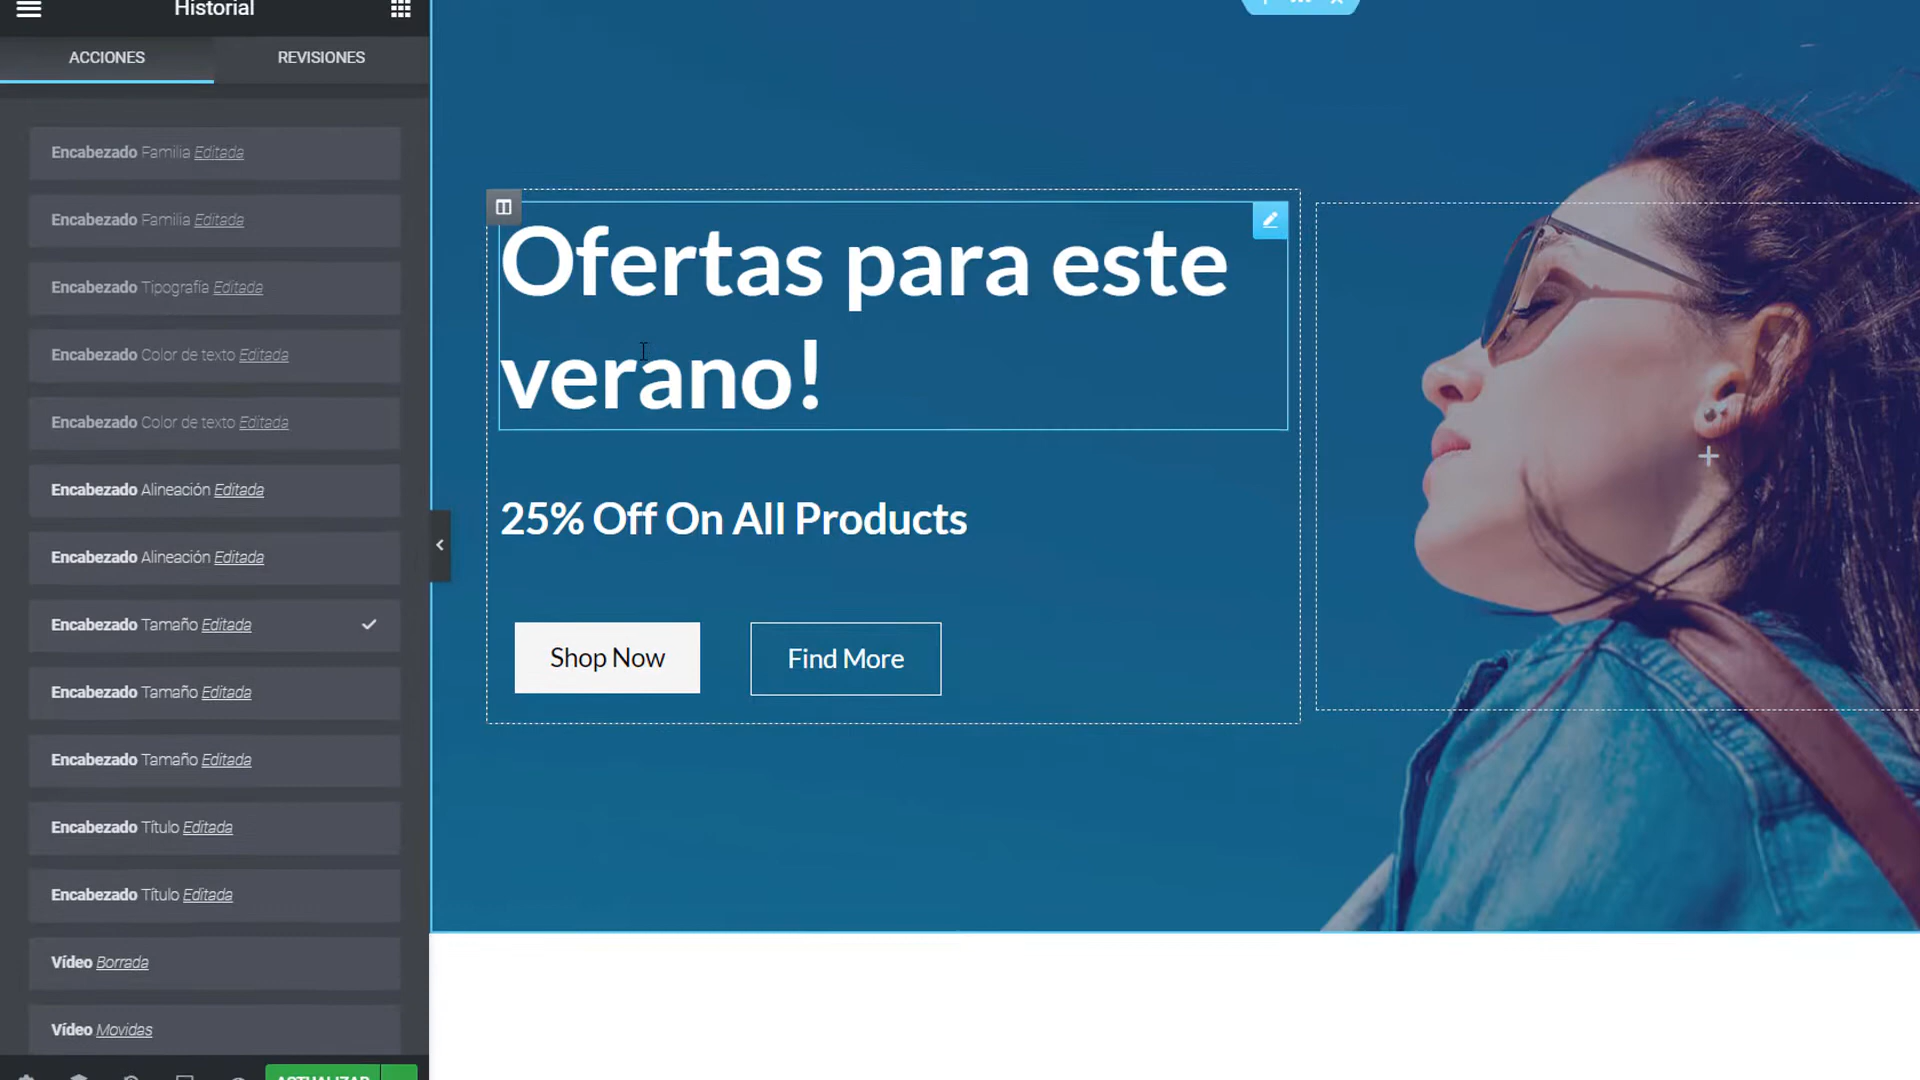 Historial
ACCIONES
REVISIONES
Encabezado Familia Editada
Encabezado Familia Editada
Encabezado Tipografía Editada
Encabezado Color de texto Editada
Encabezado Color de texto Editada
Encabezado Alineación Editada
Encabezado Alineación Editada
Encabezado Tamaño Editada
Encabezado Tamaño Editada
Encabezado Tamaño Editada
Encabezado Título Editada
Encabezado Título Editada
Vídeo Borrada
Vídeo Movidas
ACTUALIZAR
Ofertas para este
verano!
25% Off On All Products
Shop Now
Find More